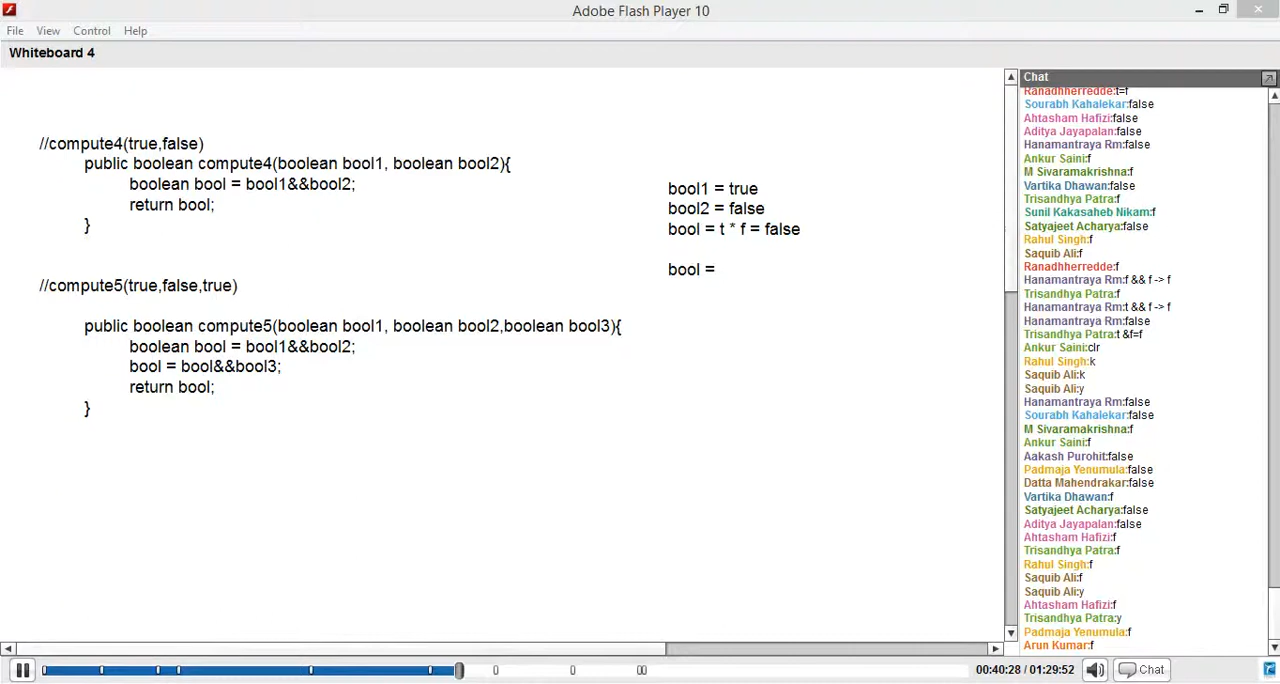 Adobe Flash Player 10
File View Control Help
Whiteboard 4
//compute4(true,false)
public boolean compute4(boolean bool1, boolean bool2){
boolean bool = bool1&&bool2;
return bool;
}
//compute5(true,false,true)
public boolean compute5(boolean bool1, boolean bool2,boolean bool3){
boolean bool = bool1&&bool2;
bool = bool&&bool3;
return bool;
}
bool1 = true
bool2 = false
bool = t * f = false
bool =
Chat
Ranadhherredde:t=f
Sourabh Kahalekar:false
Ahtasham Hafizi:false
Aditya Jayapalan:false
Hanamantraya Rm:false
Ankur Saini:f
M Sivaramakrishna:f
Vartika Dhawan:false
Trisandhya Patra:f
Sunil Kakasaheb Nikam:f
Satyajeet Acharya:false
Rahul Singh:f
Saquib Ali:f
Ranadhherredde:f
Hanamantraya Rm:f && f -> f
Trisandhya Patra:f
Hanamantraya Rm:t && f -> f
Hanamantraya Rm:false
Trisandhya Patra:t &f=f
Ankur Saini:clr
Rahul Singh:k
Saquib Ali:k
Saquib Ali:y
Hanamantraya Rm:false
Sourabh Kahalekar:false
M Sivaramakrishna:f
Ankur Saini:f
Aakash Purohit:false
Padmaja Yenumula:false
Datta Mahendrakar:false
Vartika Dhawan:f
Satyajeet Acharya:false
Aditya Jayapalan:false
Ahtasham Hafizi:f
Trisandhya Patra:f
Rahul Singh:f
Saquib Ali:f
Saquib Ali:y
Ahtasham Hafizi:f
Trisandhya Patra:y
Padmaja Yenumula:f
Arun Kumar:f
00:40:28 / 01:29:52
Chat